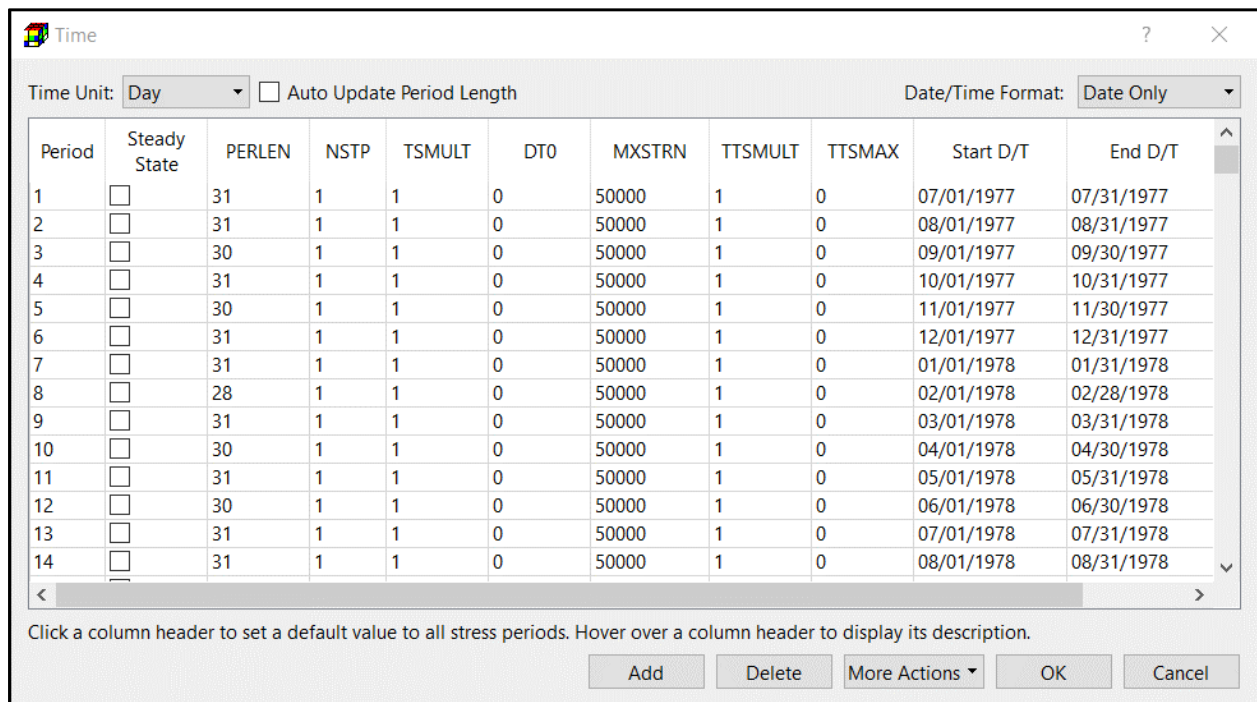 Time ?
Time Unit: Day Auto Update Period Length Date/Time Format: Date Only
Period Steady State PERLEN NSTP TSMULT DT0 MXSTRN TTSMULT TTSMAX Start D/T End D/T
1 31 1 1 0 50000 1 0 07/01/1977 07/31/1977
2 31 1 1 0 50000 1 0 08/01/1977 08/31/1977
3 30 1 1 0 50000 1 0 09/01/1977 09/30/1977
4 31 1 1 0 50000 1 0 10/01/1977 10/31/1977
5 30 1 1 0 50000 1 0 11/01/1977 11/30/1977
6 31 1 1 0 50000 1 0 12/01/1977 12/31/1977
7 31 1 1 0 50000 1 0 01/01/1978 01/31/1978
8 28 1 1 0 50000 1 0 02/01/1978 02/28/1978
9 31 1 1 0 50000 1 0 03/01/1978 03/31/1978
10 30 1 1 0 50000 1 0 04/01/1978 04/30/1978
11 31 1 1 0 50000 1 0 05/01/1978 05/31/1978
12 30 1 1 0 50000 1 0 06/01/1978 06/30/1978
13 31 1 1 0 50000 1 0 07/01/1978 07/31/1978
14 31 1 1 0 50000 1 0 08/01/1978 08/31/1978
Click a column header to set a default value to all stress periods. Hover over a column header to display its description.
Add Delete More Actions OK Cancel